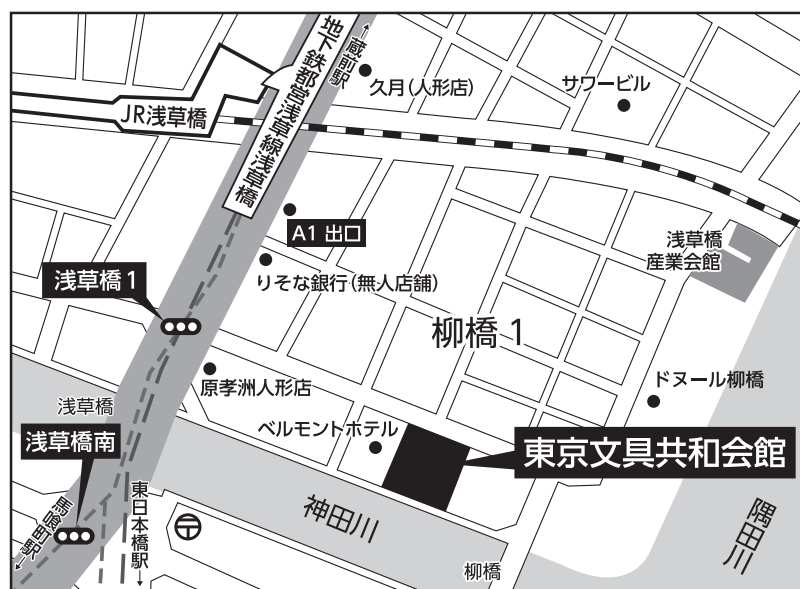 ←蔵前駅
地下鉄都営浅草線浅草橋
久月(人形店)
サワービル
JR浅草橋
A1 出口
浅草橋
産業会館
りそな銀行(無人店舗)
浅草橋1
柳橋1
原孝洲人形店
ドヌール柳橋
浅草橋
浅草橋南
ベルモントホテル
東京文具共和会館
神田川
隅田川
馬喰町駅→
東日本橋駅→
柳橋